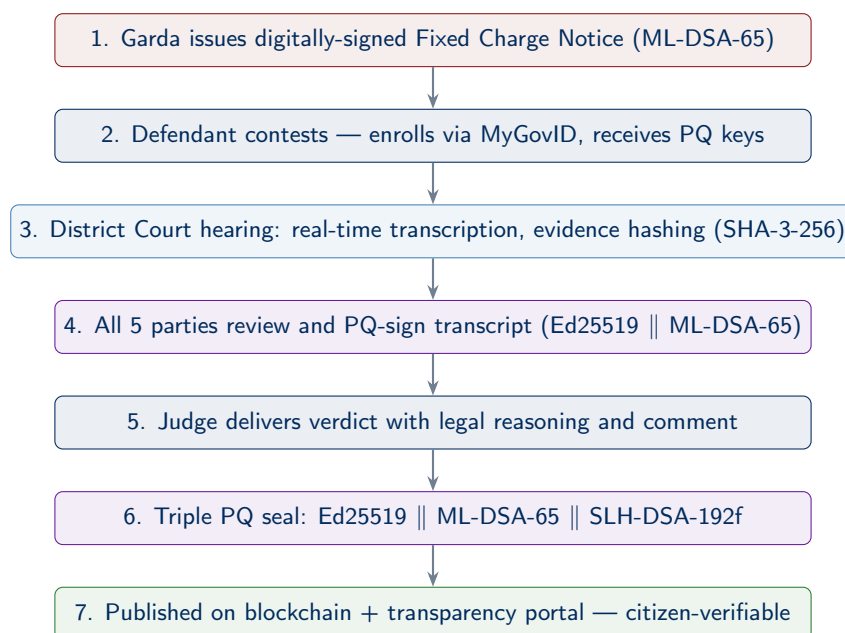 1. Garda issues digitally-signed Fixed Charge Notice (ML-DSA-65)
2. Defendant contests — enrolls via MyGovID, receives PQ keys
3. District Court hearing: real-time transcription, evidence hashing (SHA-3-256)
4. All 5 parties review and PQ-sign transcript (Ed25519 ∥ ML-DSA-65)
5. Judge delivers verdict with legal reasoning and comment
6. Triple PQ seal: Ed25519 ∥ ML-DSA-65 ∥ SLH-DSA-192f
7. Published on blockchain + transparency portal — citizen-verifiable